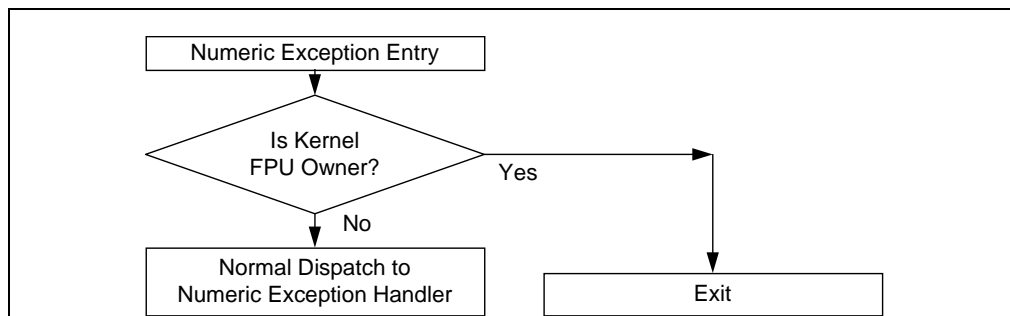 Numeric Exception Entry
Is Kernel
FPU Owner?
Yes
No
Normal Dispatch to
Numeric Exception Handler
Exit